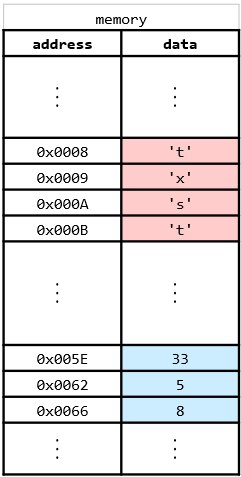 memory
address data
⋮ ⋮
0x0008 't'
0x0009 'x'
0x000A 's'
0x000B 't'
⋮ ⋮
0x005E 33
0x0062 5
0x0066 8
⋮ ⋮